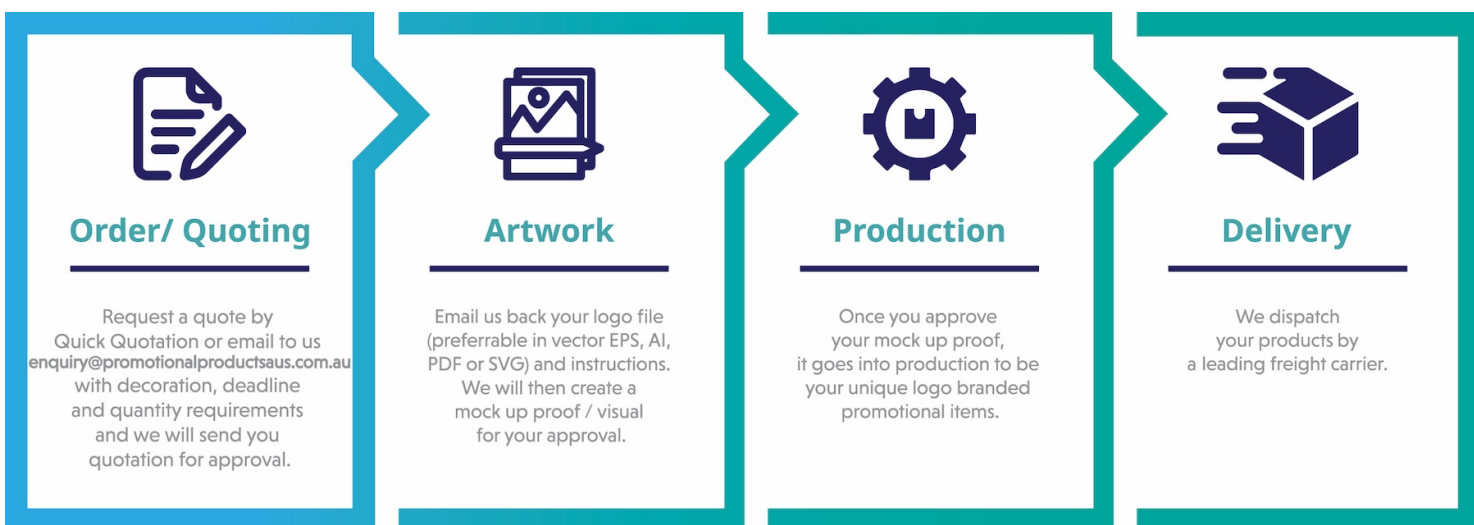 Order/ Quoting
Request a quote by
Quick Quotation or email to us
enquiry@promotionalproductsaus.com.au
with decoration, deadline
and quantity requirements
and we will send you
quotation for approval.
Artwork
Email us back your logo file
(preferrable in vector EPS, AI,
PDF or SVG) and instructions.
We will then create a
mock up proof / visual
for your approval.
Production
Once you approve
your mock up proof,
it goes into production to be
your unique logo branded
promotional items.
Delivery
We dispatch
your products by
a leading freight carrier.